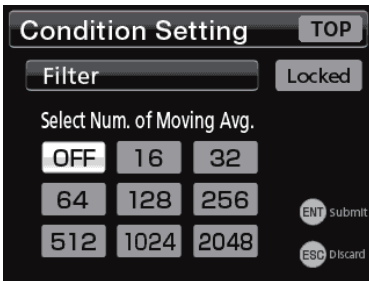 Condition Setting TOP
Filter Locked
Select Num. of Moving Avg.
OFF 16 32
64 128 256
ENT Submit
512 1024 2048
ESC Discard